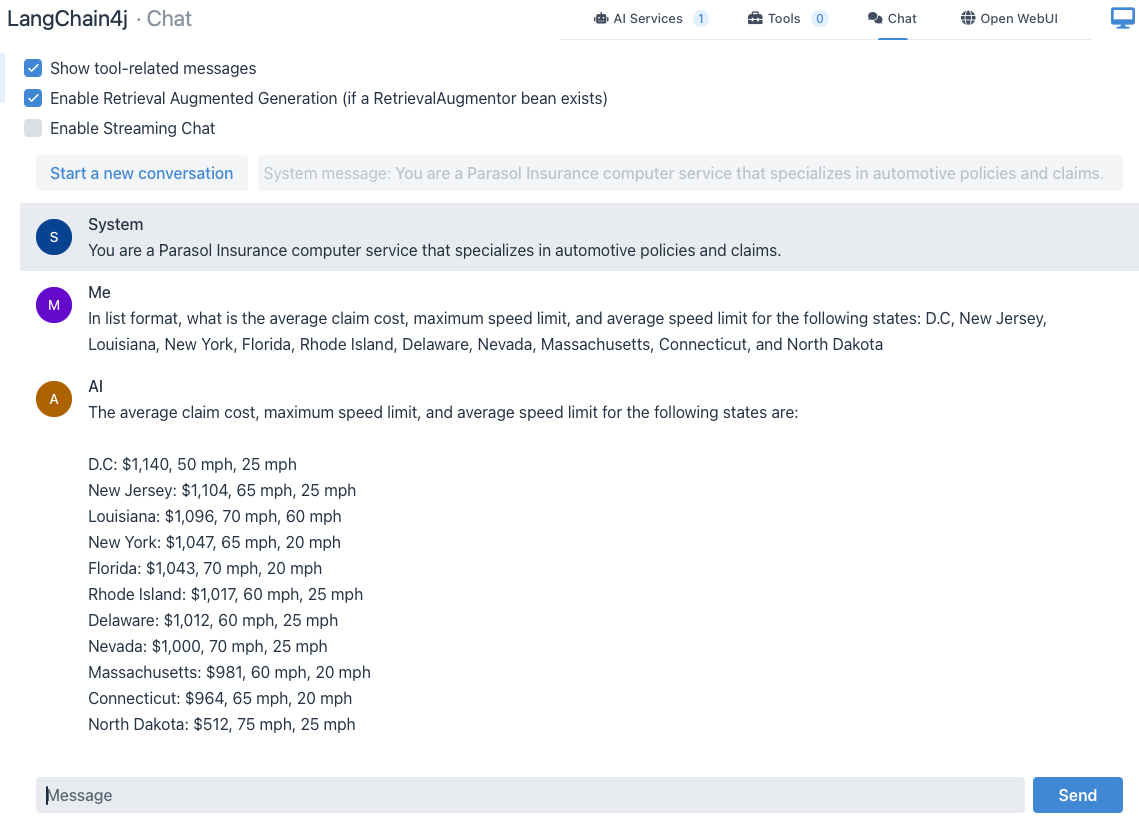 LangChain4j · Chat
AI Services 1 Tools 0 Chat Open WebUI
Show tool-related messages
Enable Retrieval Augmented Generation (if a RetrievalAugmentor bean exists)
Enable Streaming Chat
Start a new conversation
System message: You are a Parasol Insurance computer service that specializes in automotive policies and claims.
S
System
You are a Parasol Insurance computer service that specializes in automotive policies and claims.
M
Me
In list format, what is the average claim cost, maximum speed limit, and average speed limit for the following states: D.C, New Jersey,
Louisiana, New York, Florida, Rhode Island, Delaware, Nevada, Massachusetts, Connecticut, and North Dakota
A
AI
The average claim cost, maximum speed limit, and average speed limit for the following states are:
D.C: $1,140, 50 mph, 25 mph
New Jersey: $1,104, 65 mph, 25 mph
Louisiana: $1,096, 70 mph, 60 mph
New York: $1,047, 65 mph, 20 mph
Florida: $1,043, 70 mph, 20 mph
Rhode Island: $1,017, 60 mph, 25 mph
Delaware: $1,012, 60 mph, 25 mph
Nevada: $1,000, 70 mph, 25 mph
Massachusetts: $981, 60 mph, 20 mph
Connecticut: $964, 65 mph, 20 mph
North Dakota: $512, 75 mph, 25 mph
Message
Send